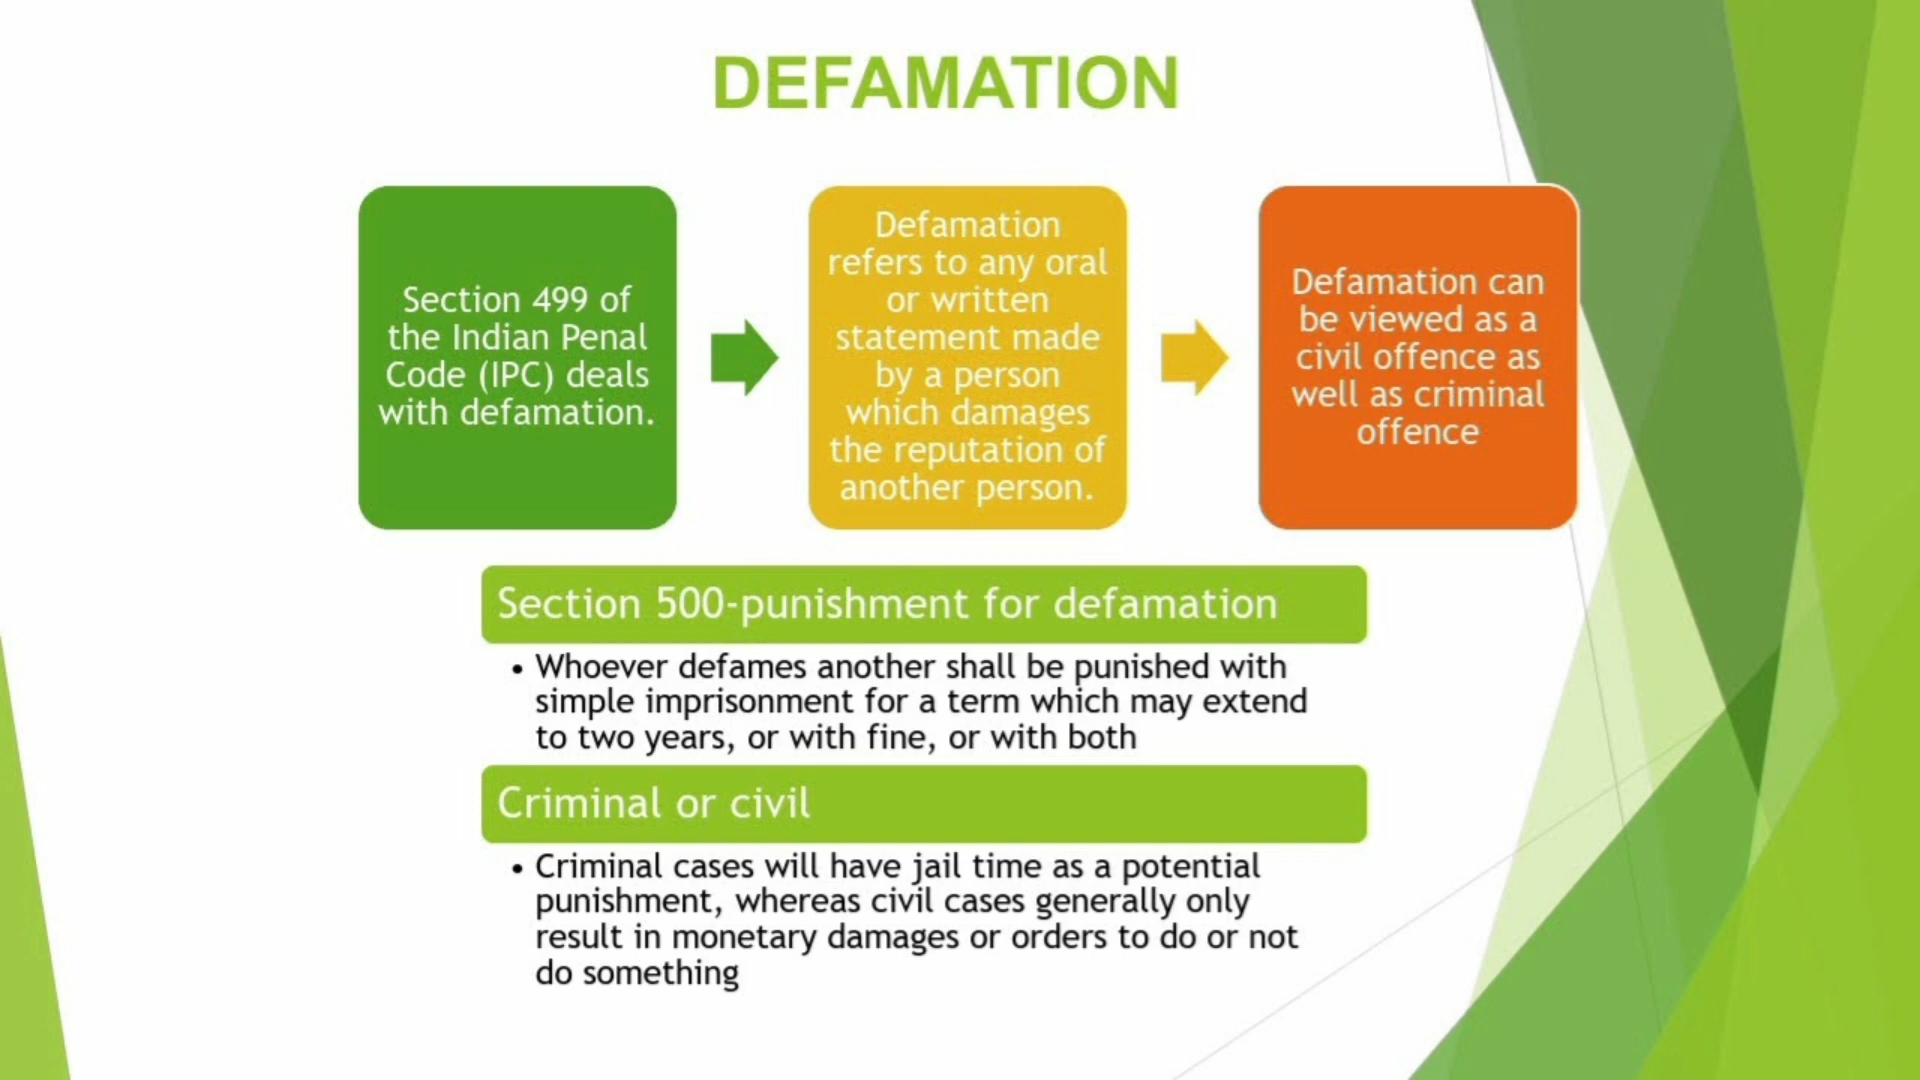 DEFAMATION
Section 499 of
the Indian Penal
Code (IPC) deals
with defamation.
Defamation
refers to any oral
or written
statement made
by a person
which damages
the reputation of
another person.
Defamation can
be viewed as a
civil offence as
well as criminal
offence
Section 500-punishment for defamation
• Whoever defames another shall be punished with
simple imprisonment for a term which may extend
to two years, or with fine, or with both
Criminal or civil
• Criminal cases will have jail time as a potential
punishment, whereas civil cases generally only
result in monetary damages or orders to do or not
do something